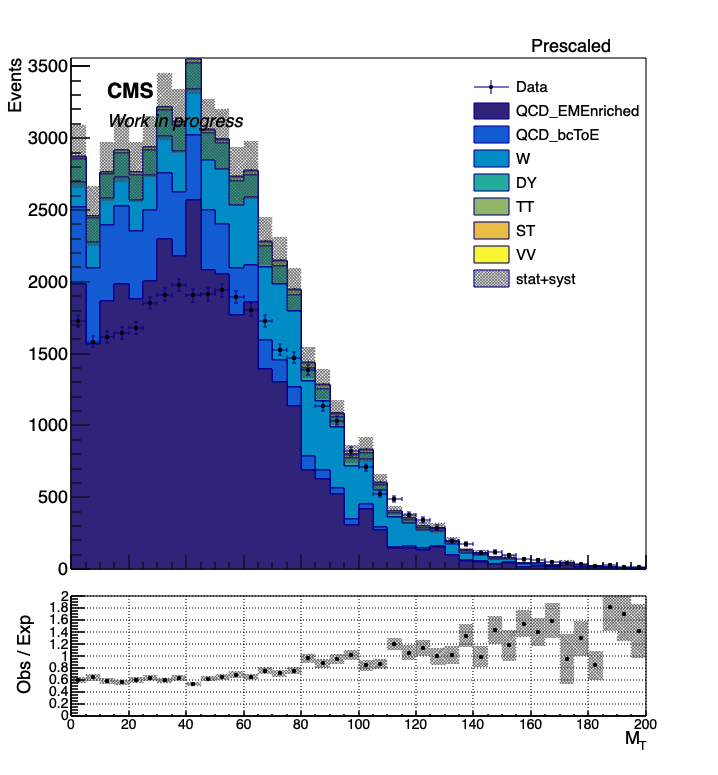 Prescaled
Events
3500
3000
2500
2000
1500
1000
500
0
CMS
Work in progress
Data
QCD_EMEnriched
QCD_bcToE
W
DY
TT
ST
VV
stat+syst
Obs / Exp
2
1.8
1.6
1.4
1.2
1
0.8
0.6
0.4
0.2
0
0 20 40 60 80 100 120 140 160 180 200
M_T